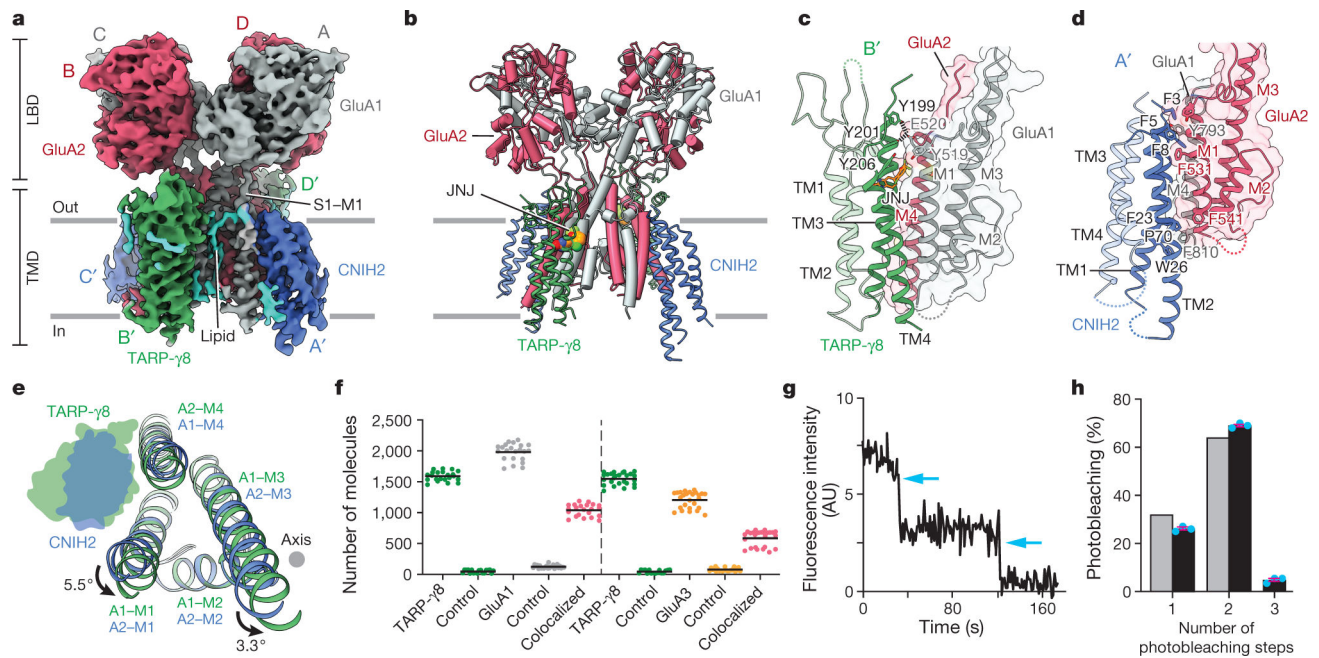 a
C
D
A
B
GluA1
GluA2
LBD
TMD
D′
S1–M1
Out
C′
CNIH2
In
Lipid
B′
TARP-γ8
A′
b
GluA1
GluA2
JNJ
CNIH2
TARP-γ8
c
B′
GluA2
Y199
Y201
E520
GluA1
Y206
Y519
M1
M3
TM1
JNJ
TM3
M4
M2
TM2
TARP-γ8
TM4
d
A′
GluA1
F3
M3
GluA2
F5
Y793
TM3
F8
M1
F531
M4
M2
F23
F541
TM4
P70
F810
TM1
W26
CNIH2
TM2
e
TARP-γ8
A2–M4
A1–M4
A1–M3
A2–M3
CNIH2
Axis
5.5°
A1–M1
A2–M1
A1–M2
A2–M2
3.3°
f
Number of molecules
2,500
2,000
1,500
1,000
500
0
TARP-γ8
Control
GluA1
Control
Colocalized
TARP-γ8
Control
GluA3
Control
Colocalized
g
Fluorescence intensity
(AU)
10
5
0
0
80
160
Time (s)
h
Photobleaching (%)
80
60
40
20
0
1
2
3
Number of
photobleaching steps